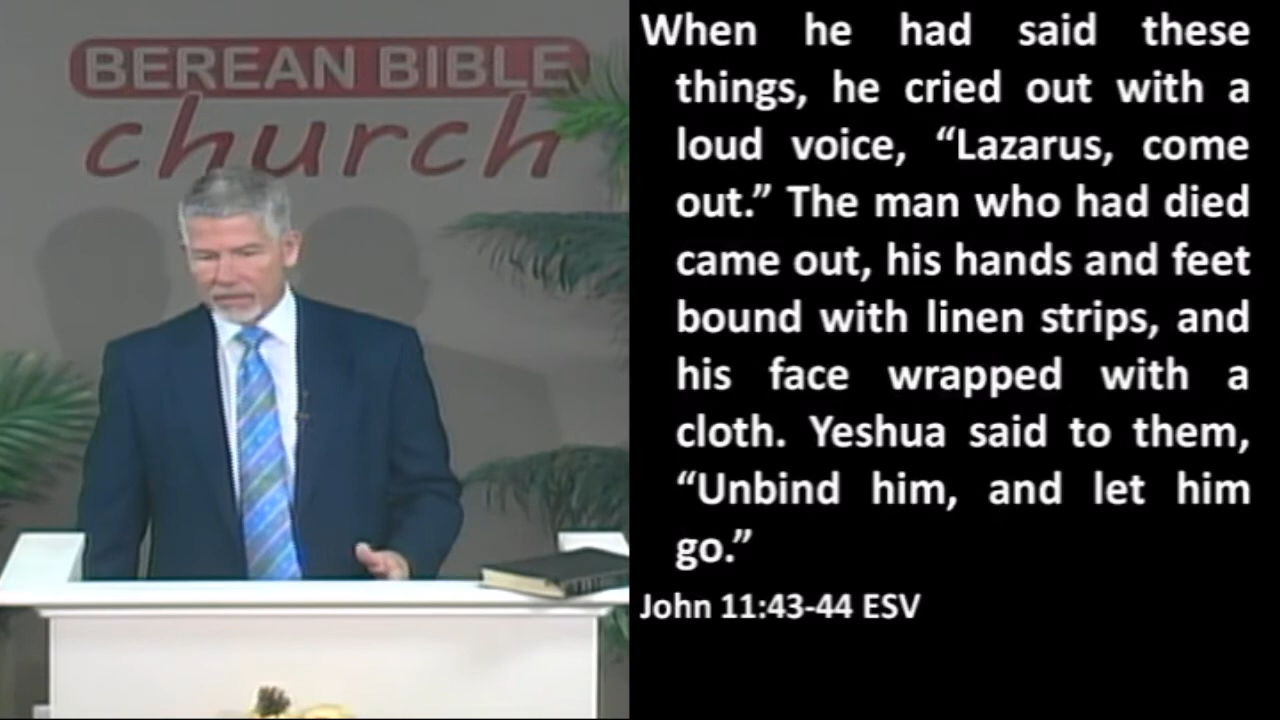 BEREAN BIBLE
church
When he had said these
things, he cried out with a
loud voice, “Lazarus, come
out.” The man who had died
came out, his hands and feet
bound with linen strips, and
his face wrapped with a
cloth. Yeshua said to them,
“Unbind him, and let him
go.”
John 11:43-44 ESV